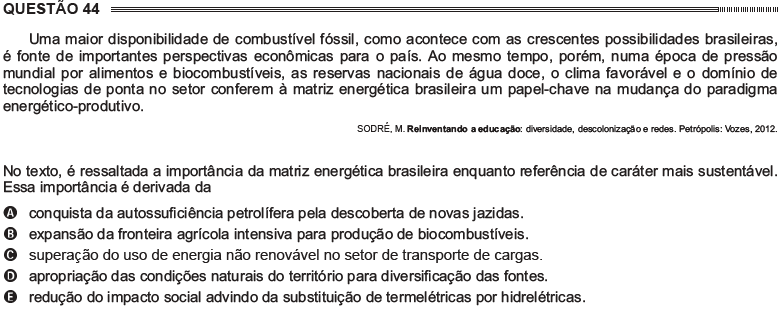 QUESTÃO 44
Uma maior disponibilidade de combustível fóssil, como acontece com as crescentes possibilidades brasileiras,
é fonte de importantes perspectivas econômicas para o país. Ao mesmo tempo, porém, numa época de pressão
mundial por alimentos e biocombustíveis, as reservas nacionais de água doce, o clima favorável e o domínio de
tecnologias de ponta no setor conferem à matriz energética brasileira um papel-chave na mudança do paradigma
energético-produtivo.
SODRÉ, M. Reinventando a educação: diversidade, descolonização e redes. Petrópolis: Vozes, 2012.
No texto, é ressaltada a importância da matriz energética brasileira enquanto referência de caráter mais sustentável.
Essa importância é derivada da
A conquista da autossuficiência petrolífera pela descoberta de novas jazidas.
B expansão da fronteira agrícola intensiva para produção de biocombustíveis.
C superação do uso de energia não renovável no setor de transporte de cargas.
D apropriação das condições naturais do território para diversificação das fontes.
E redução do impacto social advindo da substituição de termelétricas por hidrelétricas.